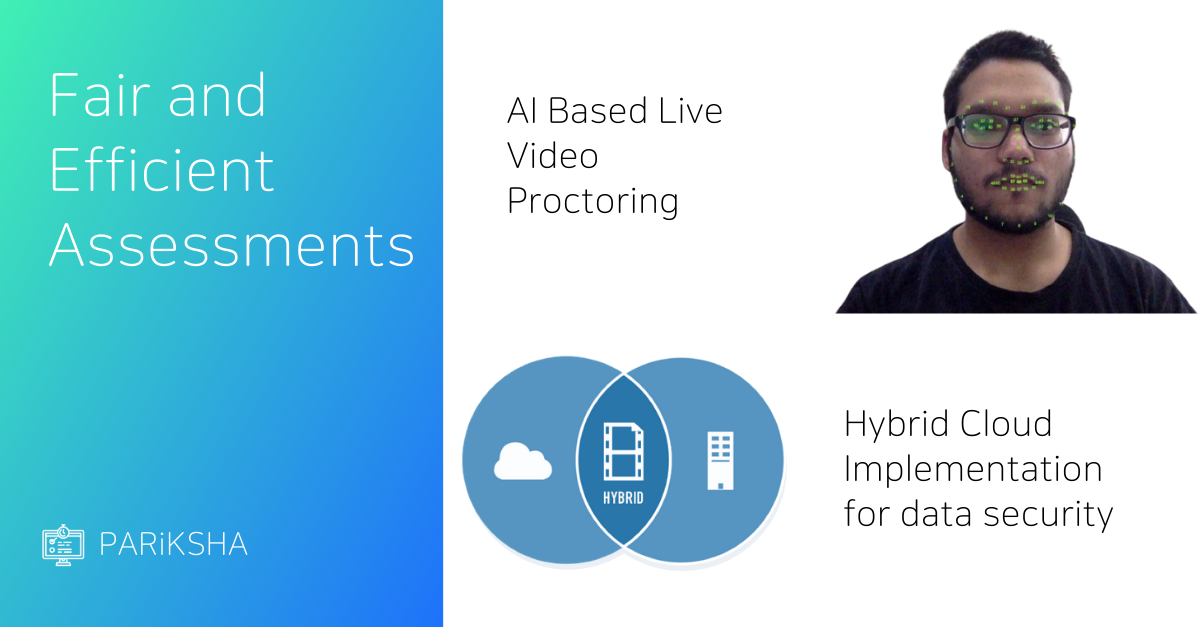 Fair and
Efficient
Assessments
PARiKSHA
AI Based Live
Video
Proctoring
HYBRID
Hybrid Cloud
Implementation
for data security